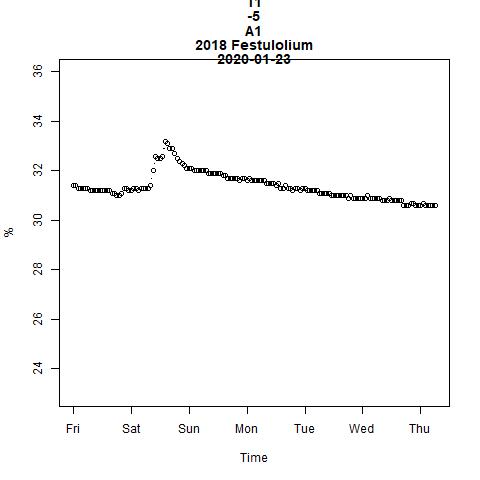 T1
-5
A1
2018 Festulolium
2020-01-23
36
34
32
30
28
26
24
%
Fri Sat Sun Mon Tue Wed Thu
Time